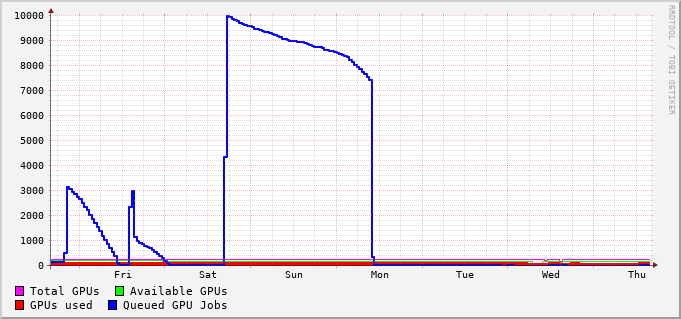 10000
9000
8000
7000
6000
5000
4000
3000
2000
1000
0
Fri Sat Sun Mon Tue Wed Thu
Total GPUs Available GPUs
GPUs used Queued GPU Jobs
RRDTOOL / TOBI OETIKER